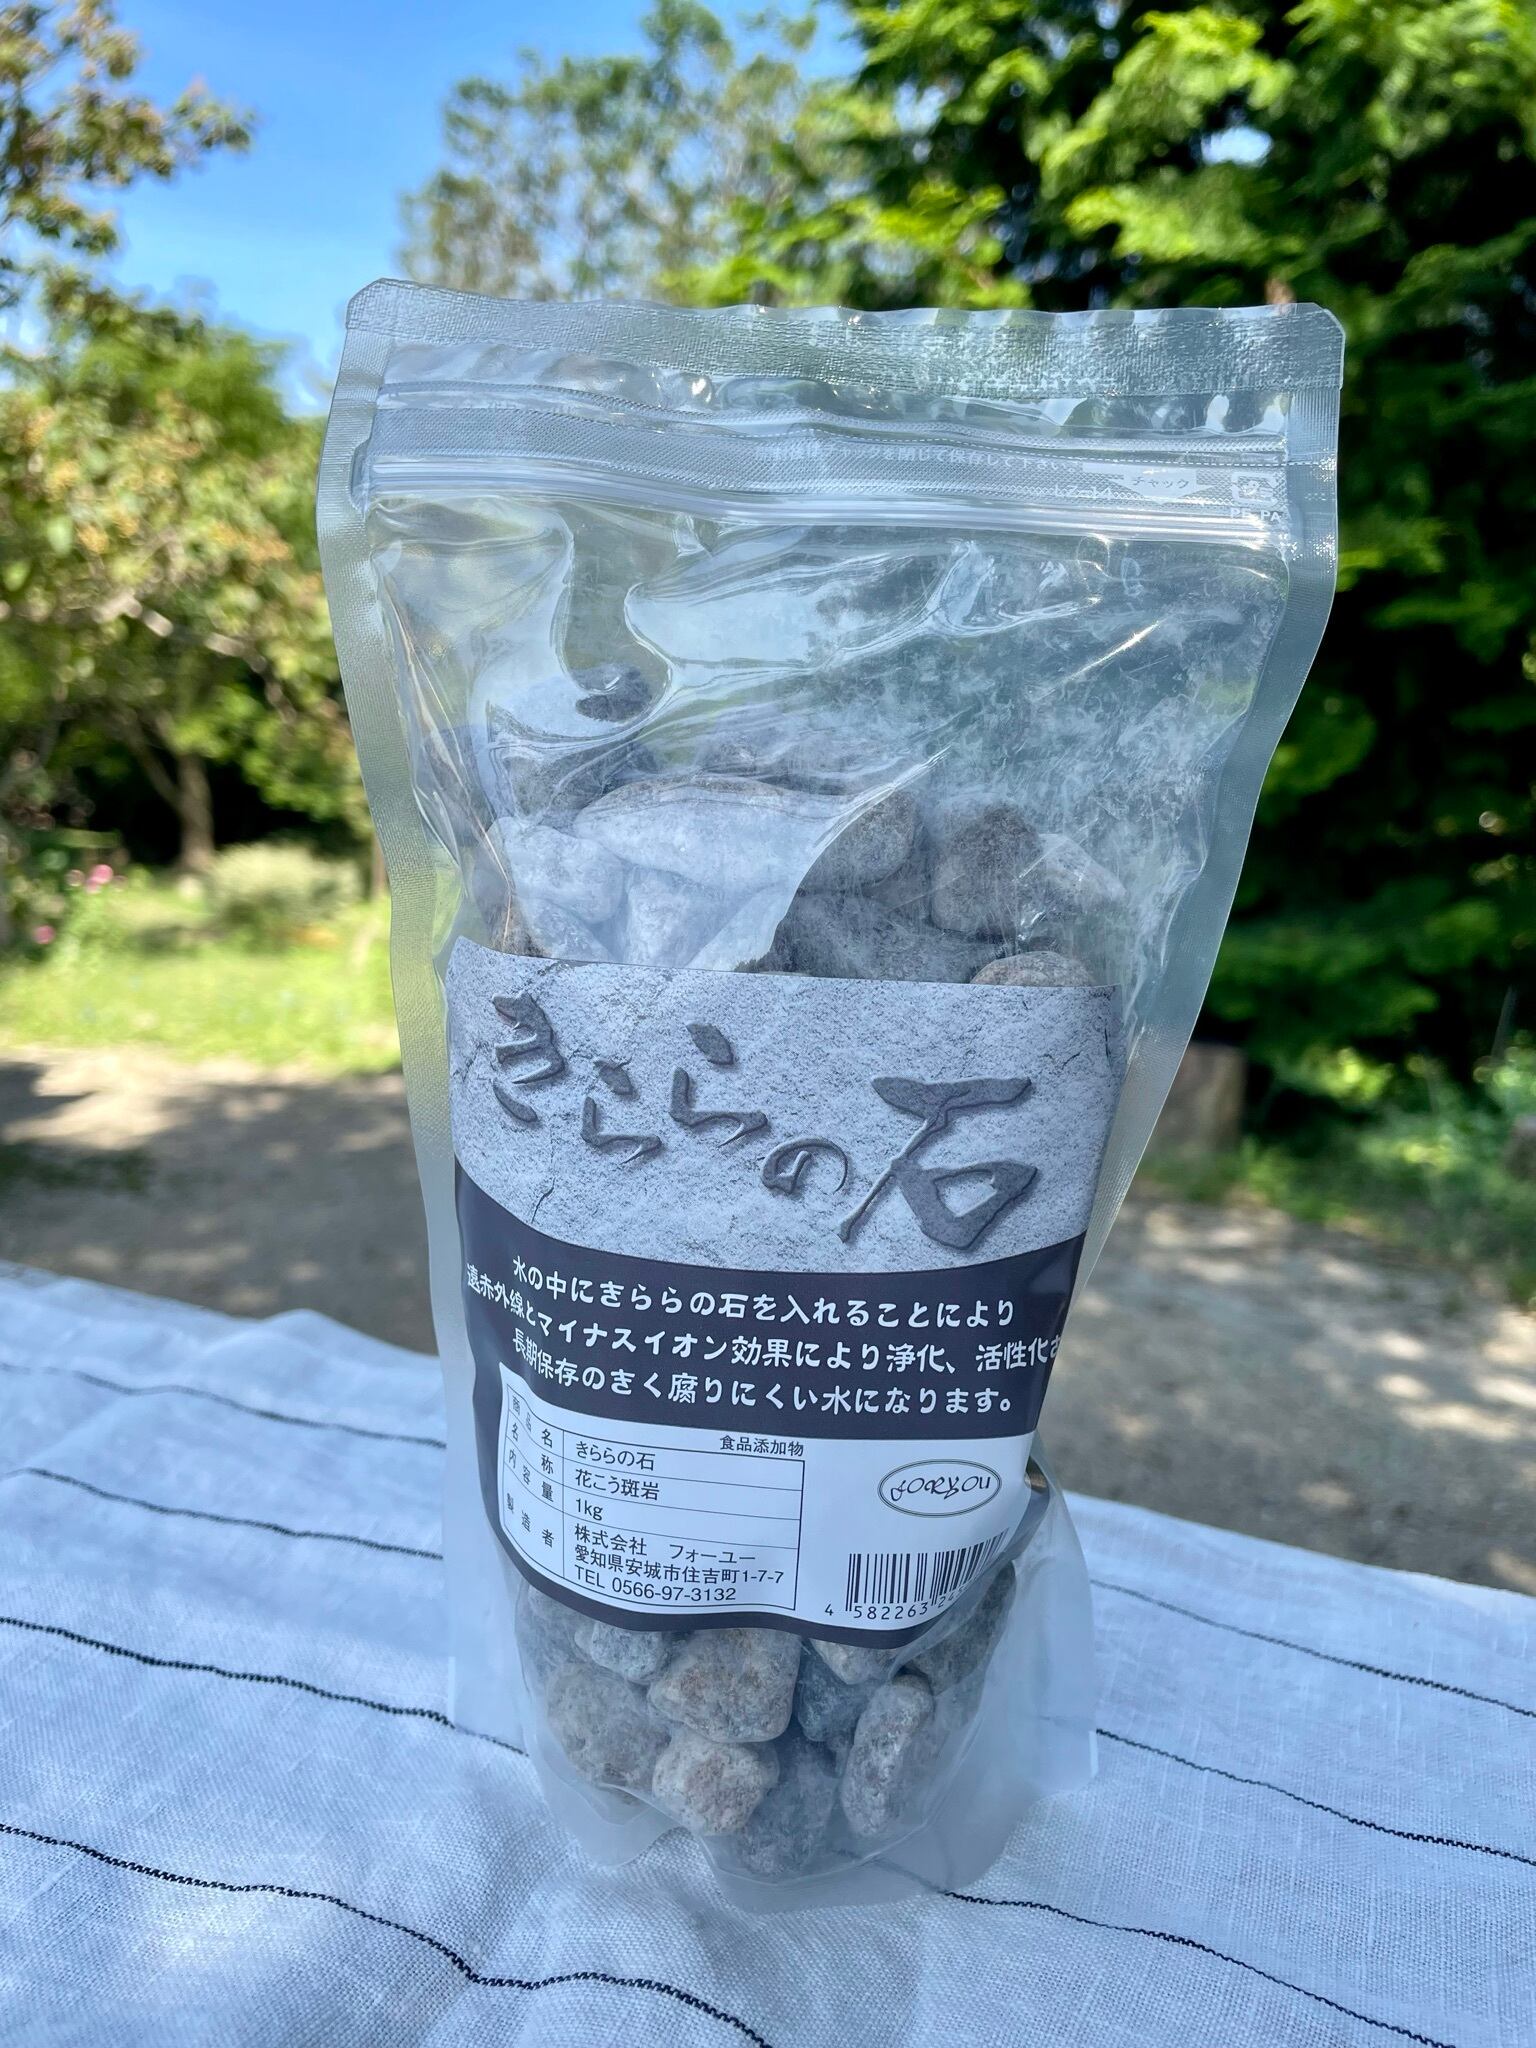 チャック
PE PA
きららの石
水の中にきららの石を入れることにより
遠赤外線とマイナスイオン効果により浄化、活性化さ
長期保存のきく腐りにくい水になります。
食品添加物
商品名 きららの石
名称 花こう斑岩
内容量 1kg
製造者 株式会社 フォーユー
愛知県安城市住吉町1-7-7
TEL 0566-97-3132
FORYOU
4 582263 2